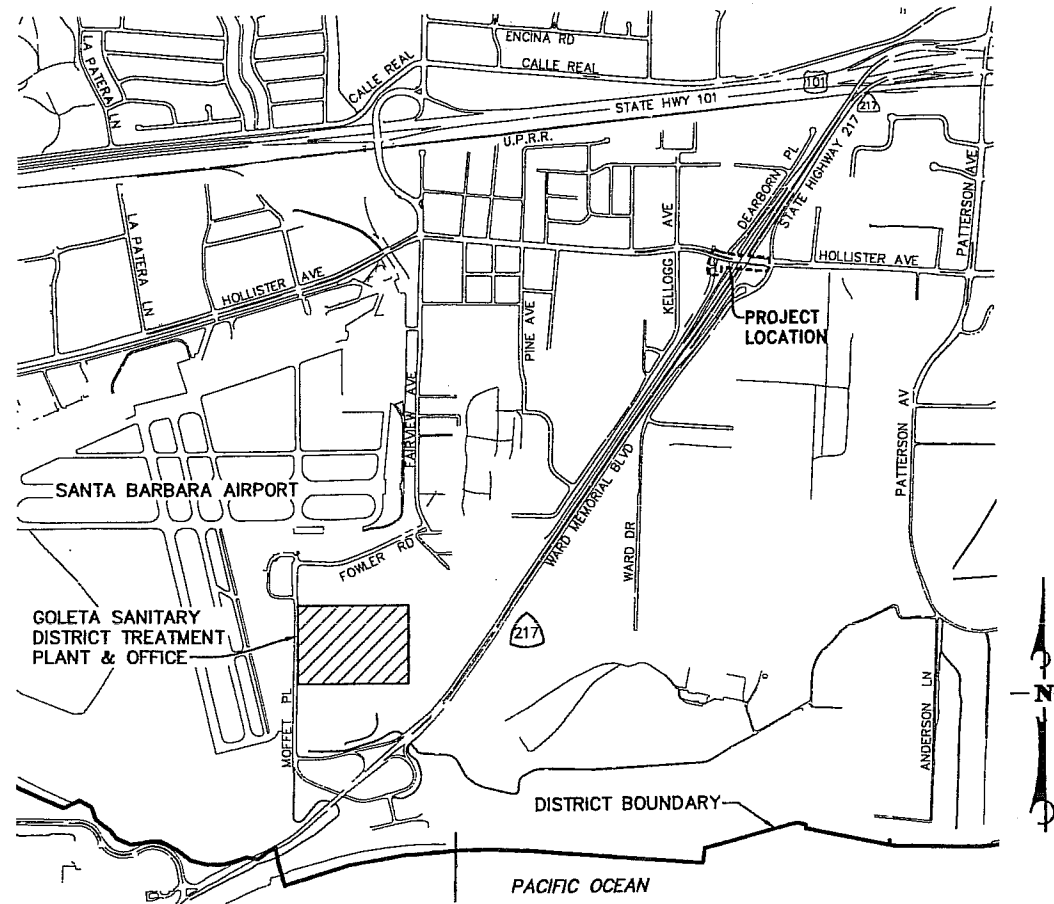 ENCINA RD
CALLE REAL
CALLE REAL
LA PATERA LN
101
STATE HWY 101
217
U.P.R.R.
DEARBORN PL
STATE HIGHWAY 217
PATTERSON AVE
LA PATERA LN
HOLLISTER AVE
KELLOGG AVE
HOLLISTER AVE
PINE AVE
PROJECT
LOCATION
FAIRVIEW AVE
PATTERSON AV
SANTA BARBARA AIRPORT
WARD MEMORIAL BLVD
WARD DR
FOWLER RD
GOLETA SANITARY
DISTRICT TREATMENT
PLANT & OFFICE
217
N
MOFFET PL
ANDERSON LN
DISTRICT BOUNDARY
PACIFIC OCEAN